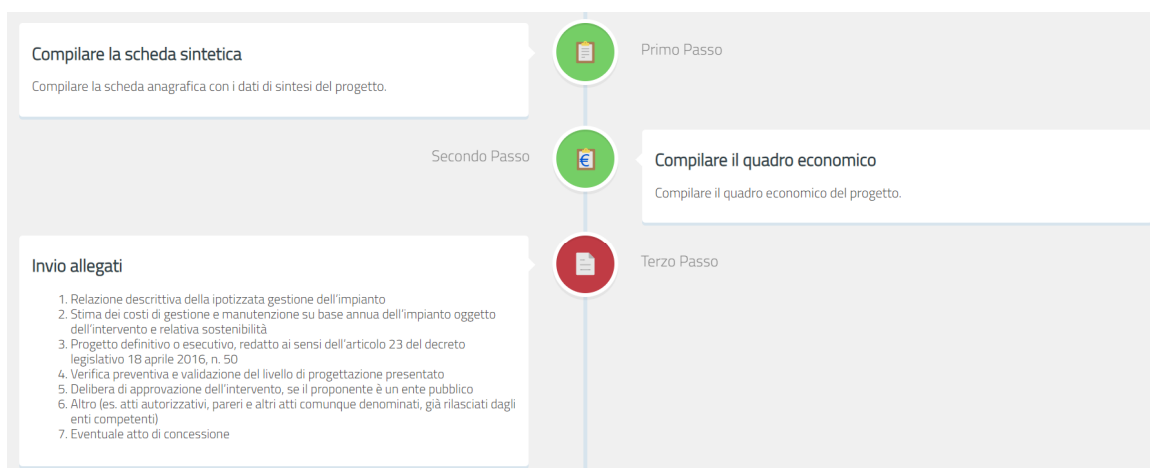 Compilare la scheda sintetica
Compilare la scheda anagrafica con i dati di sintesi del progetto.
Primo Passo
Secondo Passo
€
Compilare il quadro economico
Compilare il quadro economico del progetto.
Invio allegati
Terzo Passo
1. Relazione descrittiva della ipotizzata gestione dell'impianto
2. Stima dei costi di gestione e manutenzione su base annua dell'impianto oggetto
dell'intervento e relativa sostenibilità
3. Progetto definitivo o esecutivo, redatto ai sensi dell'articolo 23 del decreto
legislativo 18 aprile 2016, n. 50
4. Verifica preventiva e validazione del livello di progettazione presentato
5. Delibera di approvazione dell'intervento, se il proponente è un ente pubblico
6. Altro (es. atti autorizzativi, pareri e altri atti comunque denominati, già rilasciati dagli
enti competenti)
7. Eventuale atto di concessione